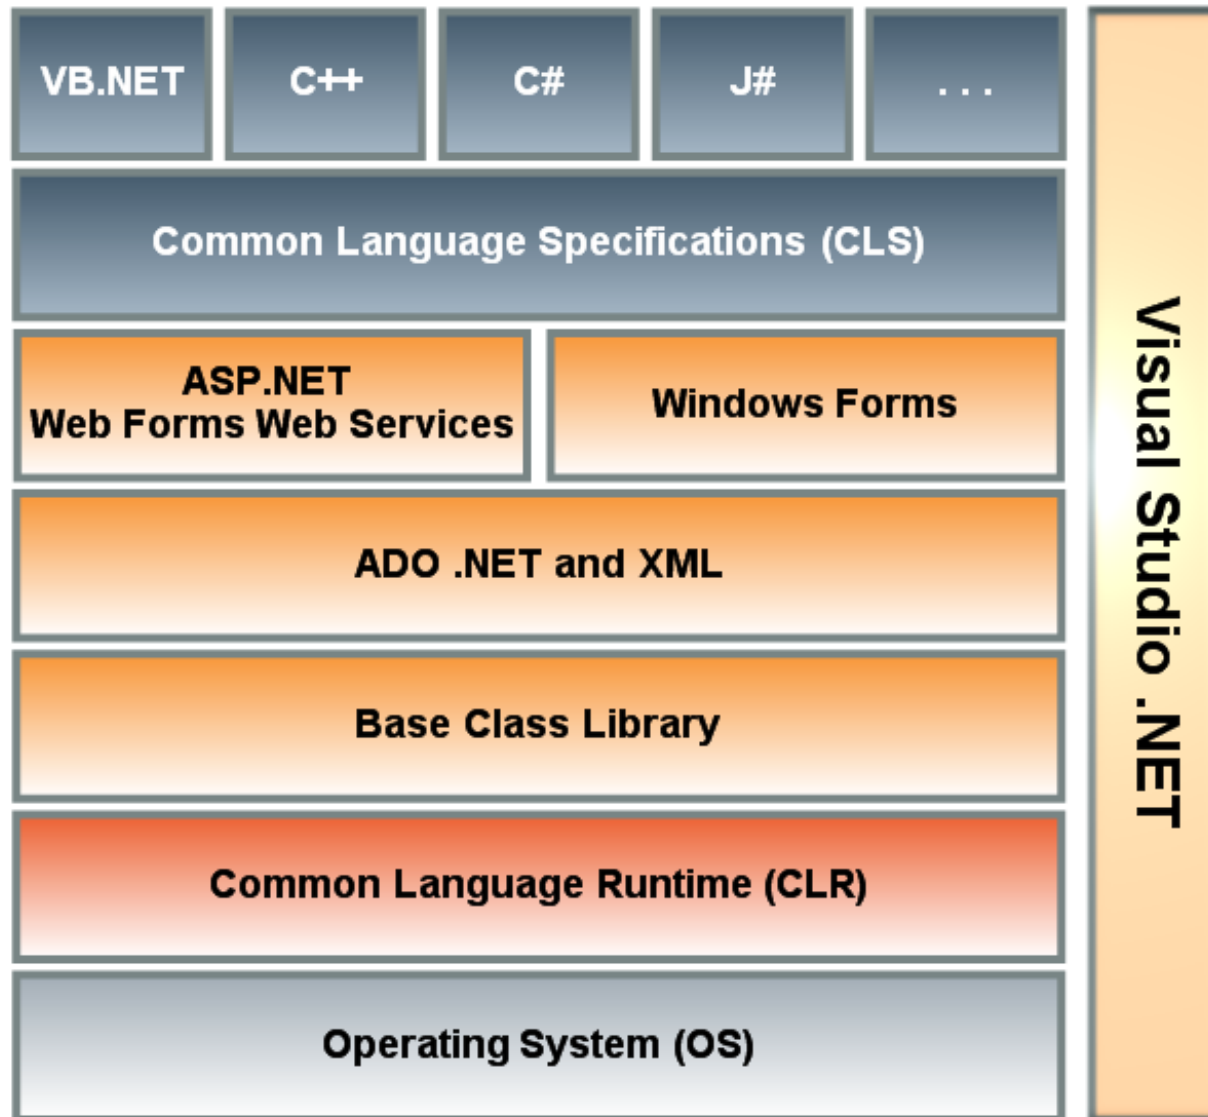 VB.NET
C++
C#
J#
. . .
Common Language Specifications (CLS)
ASP.NET
Web Forms Web Services
Windows Forms
ADO .NET and XML
Base Class Library
Common Language Runtime (CLR)
Operating System (OS)
Visual Studio .NET